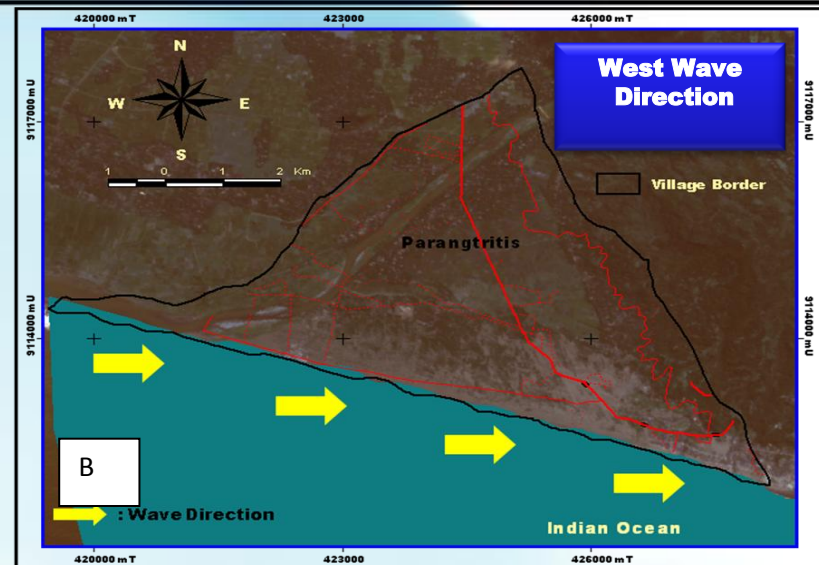 420000 mT 423000 426000 mT
N
W E
S
1 0 1 2 Km
West Wave
Direction
Village Border
9117000 mU
9117000 mU
Parangtritis
9114000 mU
9114000 mU
B
: Wave Direction
Indian Ocean
420000 mT 423000 426000 mT